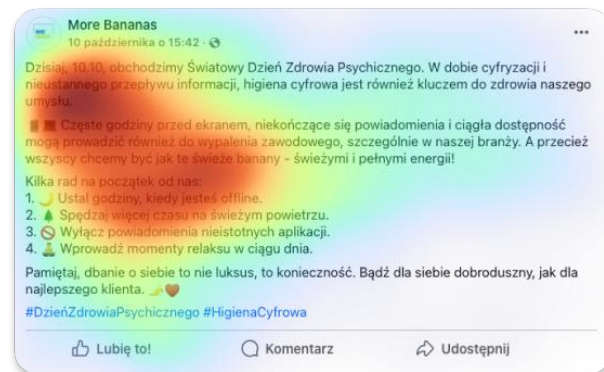 More Bananas
10 października o 15:42 ·
Dzisiaj, 10.10, obchodzimy Światowy Dzień Zdrowia Psychicznego. W dobie cyfryzacji i
nieustannego przepływu informacji, higiena cyfrowa jest również kluczem do zdrowia naszego
umysłu.
📱💻 Częste godziny przed ekranem, niekończące się powiadomienia i ciągła dostępność
mogą prowadzić również do wypalenia zawodowego, szczególnie w naszej branży. A przecież
wszyscy chcemy być jak te świeże banany – świeżymi i pełnymi energii!
Kilka rad na początek od nas:
1. 🌙 Ustal godziny, kiedy jesteś offline.
2. 🌲 Spędzaj więcej czasu na świeżym powietrzu.
3. 🚫 Wyłącz powiadomienia nieistotnych aplikacji.
4. 🧘 Wprowadź momenty relaksu w ciągu dnia.
Pamiętaj, dbanie o siebie to nie luksus, to konieczność. Bądź dla siebie dobroduszny, jak dla
najlepszego klienta. 🍌🤎
#DzieńZdrowiaPsychicznego #HigienaCyfrowa
Lubię to! Komentarz Udostępnij